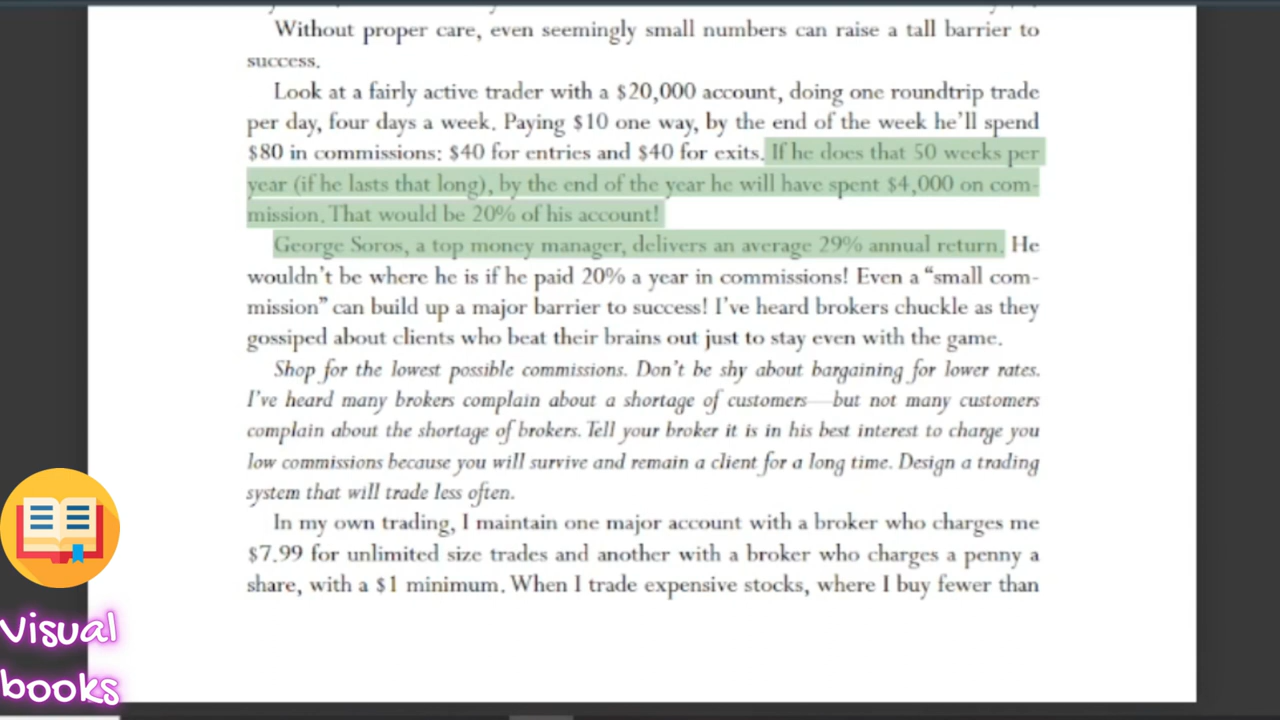 Without proper care, even seemingly small numbers can raise a tall barrier to
success.
Look at a fairly active trader with a $20,000 account, doing one roundtrip trade
per day, four days a week. Paying $10 one way, by the end of the week he'll spend
$80 in commissions: $40 for entries and $40 for exits. If he does that 50 weeks per
year (if he lasts that long), by the end of the year he will have spent $4,000 on com-
mission. That would be 20% of his account!
George Soros, a top money manager, delivers an average 29% annual return. He
wouldn't be where he is if he paid 20% a year in commissions! Even a “small com-
mission” can build up a major barrier to success! I've heard brokers chuckle as they
gossiped about clients who beat their brains out just to stay even with the game.
Shop for the lowest possible commissions. Don't be shy about bargaining for lower rates.
I've heard many brokers complain about a shortage of customers—but not many customers
complain about the shortage of brokers. Tell your broker it is in his best interest to charge you
low commissions because you will survive and remain a client for a long time. Design a trading
system that will trade less often.
In my own trading, I maintain one major account with a broker who charges me
$7.99 for unlimited size trades and another with a broker who charges a penny a
share, with a $1 minimum. When I trade expensive stocks, where I buy fewer than
Visual
books